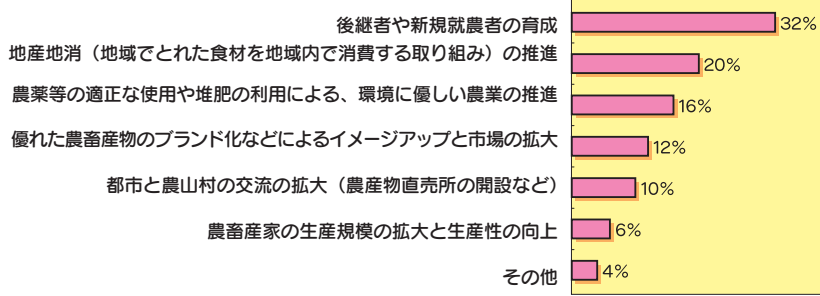 後継者や新規就農者の育成 32%
地産地消（地域でとれた食材を地域内で消費する取り組み）の推進 20%
農薬等の適正な使用や堆肥の利用による、環境に優しい農業の推進 16%
優れた農畜産物のブランド化などによるイメージアップと市場の拡大 12%
都市と農山村の交流の拡大（農産物直売所の開設など） 10%
農畜産家の生産規模の拡大と生産性の向上 6%
その他 4%